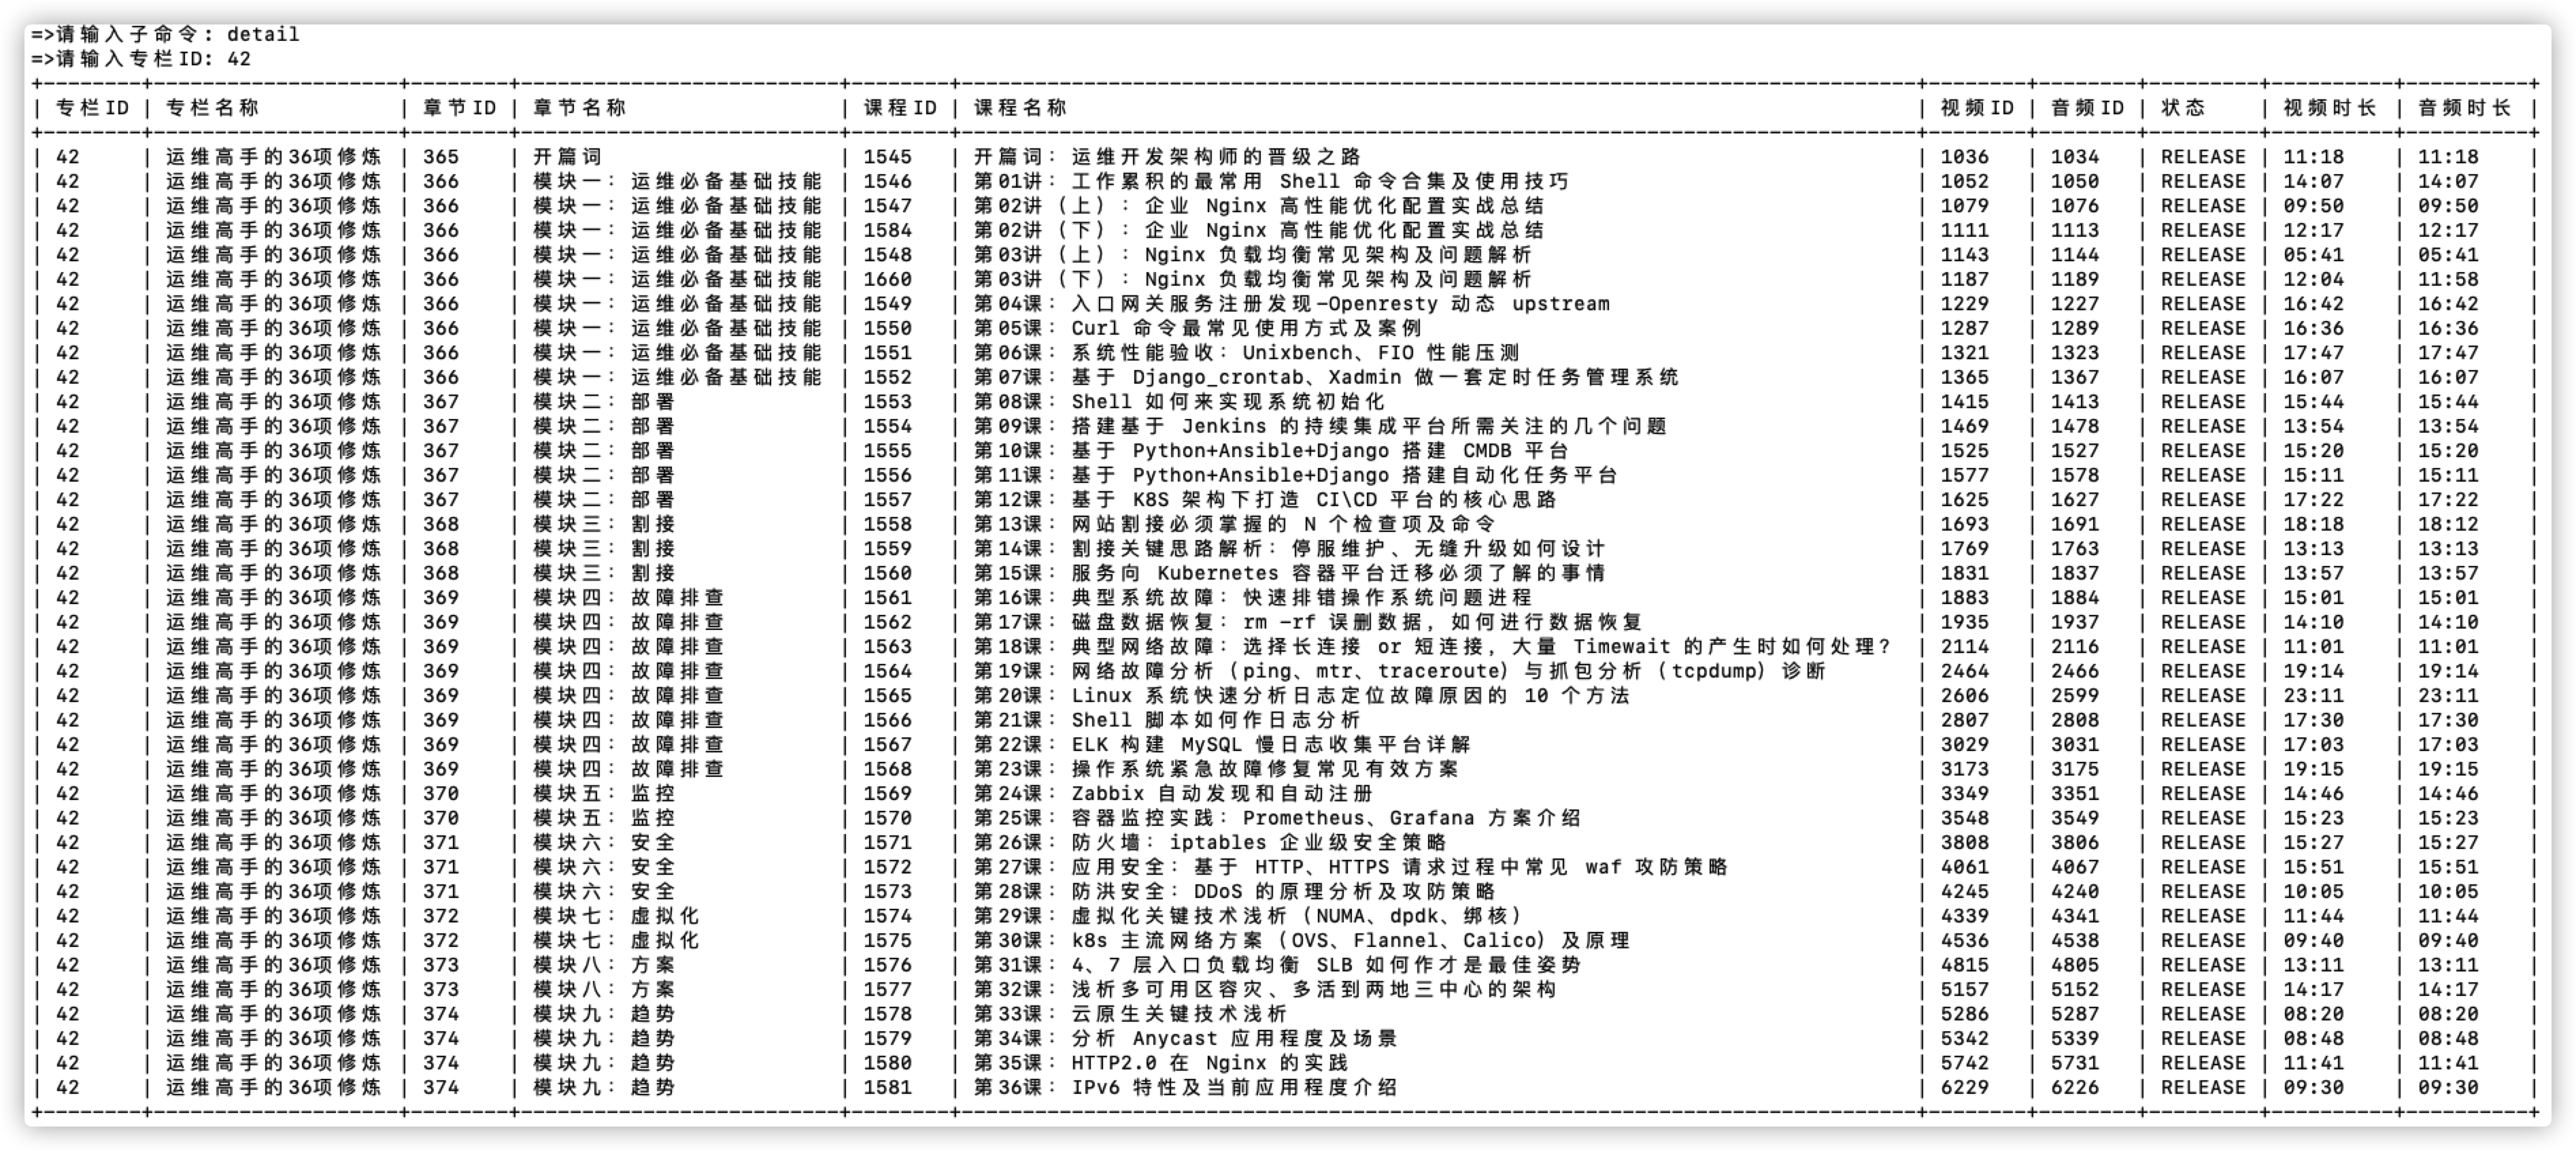 =>请输入子命令: detail
=>请输入专栏ID: 42
| 专栏ID | 专栏名称 | 章节ID | 章节名称 | 课程ID | 课程名称 | 视频ID | 音频ID | 状态 | 视频时长 | 音频时长 |
| 42 | 运维高手的36项修炼 | 365 | 开篇词 | 1545 | 开篇词：运维开发架构师的晋级之路 | 1036 | 1034 | RELEASE | 11:18 | 11:18 |
| 42 | 运维高手的36项修炼 | 366 | 模块一：运维必备基础技能 | 1546 | 第01讲：工作累积的最常用 Shell 命令合集及使用技巧 | 1052 | 1050 | RELEASE | 14:07 | 14:07 |
| 42 | 运维高手的36项修炼 | 366 | 模块一：运维必备基础技能 | 1547 | 第02讲（上）：企业 Nginx 高性能优化配置实战总结 | 1079 | 1076 | RELEASE | 09:50 | 09:50 |
| 42 | 运维高手的36项修炼 | 366 | 模块一：运维必备基础技能 | 1584 | 第02讲（下）：企业 Nginx 高性能优化配置实战总结 | 1111 | 1113 | RELEASE | 12:17 | 12:17 |
| 42 | 运维高手的36项修炼 | 366 | 模块一：运维必备基础技能 | 1548 | 第03讲（上）：Nginx 负载均衡常见架构及问题解析 | 1143 | 1144 | RELEASE | 05:41 | 05:41 |
| 42 | 运维高手的36项修炼 | 366 | 模块一：运维必备基础技能 | 1660 | 第03讲（下）：Nginx 负载均衡常见架构及问题解析 | 1187 | 1189 | RELEASE | 12:04 | 11:58 |
| 42 | 运维高手的36项修炼 | 366 | 模块一：运维必备基础技能 | 1549 | 第04课：入口网关服务注册发现-Openresty 动态 upstream | 1229 | 1227 | RELEASE | 16:42 | 16:42 |
| 42 | 运维高手的36项修炼 | 366 | 模块一：运维必备基础技能 | 1550 | 第05课：Curl 命令最常见使用方式及案例 | 1287 | 1289 | RELEASE | 16:36 | 16:36 |
| 42 | 运维高手的36项修炼 | 366 | 模块一：运维必备基础技能 | 1551 | 第06课：系统性能验收：Unixbench、FIO 性能压测 | 1321 | 1323 | RELEASE | 17:47 | 17:47 |
| 42 | 运维高手的36项修炼 | 366 | 模块一：运维必备基础技能 | 1552 | 第07课：基于 Django_crontab、Xadmin 做一套定时任务管理系统 | 1365 | 1367 | RELEASE | 16:07 | 16:07 |
| 42 | 运维高手的36项修炼 | 367 | 模块二：部署 | 1553 | 第08课：Shell 如何来实现系统初始化 | 1415 | 1413 | RELEASE | 15:44 | 15:44 |
| 42 | 运维高手的36项修炼 | 367 | 模块二：部署 | 1554 | 第09课：搭建基于 Jenkins 的持续集成平台所需关注的几个问题 | 1469 | 1478 | RELEASE | 13:54 | 13:54 |
| 42 | 运维高手的36项修炼 | 367 | 模块二：部署 | 1555 | 第10课：基于 Python+Ansible+Django 搭建 CMDB 平台 | 1525 | 1527 | RELEASE | 15:20 | 15:20 |
| 42 | 运维高手的36项修炼 | 367 | 模块二：部署 | 1556 | 第11课：基于 Python+Ansible+Django 搭建自动化任务平台 | 1577 | 1578 | RELEASE | 15:11 | 15:11 |
| 42 | 运维高手的36项修炼 | 367 | 模块二：部署 | 1557 | 第12课：基于 K8S 架构下打造 CI\CD 平台的核心思路 | 1625 | 1627 | RELEASE | 17:22 | 17:22 |
| 42 | 运维高手的36项修炼 | 368 | 模块三：割接 | 1558 | 第13课：网站割接必须掌握的 N 个检查项及命令 | 1693 | 1691 | RELEASE | 18:18 | 18:12 |
| 42 | 运维高手的36项修炼 | 368 | 模块三：割接 | 1559 | 第14课：割接关键思路解析：停服维护、无缝升级如何设计 | 1769 | 1763 | RELEASE | 13:13 | 13:13 |
| 42 | 运维高手的36项修炼 | 368 | 模块三：割接 | 1560 | 第15课：服务向 Kubernetes 容器平台迁移必须了解的事情 | 1831 | 1837 | RELEASE | 13:57 | 13:57 |
| 42 | 运维高手的36项修炼 | 369 | 模块四：故障排查 | 1561 | 第16课：典型系统故障：快速排错操作系统问题进程 | 1883 | 1884 | RELEASE | 15:01 | 15:01 |
| 42 | 运维高手的36项修炼 | 369 | 模块四：故障排查 | 1562 | 第17课：磁盘数据恢复：rm -rf 误删数据，如何进行数据恢复 | 1935 | 1937 | RELEASE | 14:10 | 14:10 |
| 42 | 运维高手的36项修炼 | 369 | 模块四：故障排查 | 1563 | 第18课：典型网络故障：选择长连接 or 短连接，大量 Timewait 的产生时如何处理？ | 2114 | 2116 | RELEASE | 11:01 | 11:01 |
| 42 | 运维高手的36项修炼 | 369 | 模块四：故障排查 | 1564 | 第19课：网络故障分析（ping、mtr、traceroute）与抓包分析（tcpdump）诊断 | 2464 | 2466 | RELEASE | 19:14 | 19:14 |
| 42 | 运维高手的36项修炼 | 369 | 模块四：故障排查 | 1565 | 第20课：Linux 系统快速分析日志定位故障原因的 10 个方法 | 2606 | 2599 | RELEASE | 23:11 | 23:11 |
| 42 | 运维高手的36项修炼 | 369 | 模块四：故障排查 | 1566 | 第21课：Shell 脚本如何作日志分析 | 2807 | 2808 | RELEASE | 17:30 | 17:30 |
| 42 | 运维高手的36项修炼 | 369 | 模块四：故障排查 | 1567 | 第22课：ELK 构建 MySQL 慢日志收集平台详解 | 3029 | 3031 | RELEASE | 17:03 | 17:03 |
| 42 | 运维高手的36项修炼 | 369 | 模块四：故障排查 | 1568 | 第23课：操作系统紧急故障修复常见有效方案 | 3173 | 3175 | RELEASE | 19:15 | 19:15 |
| 42 | 运维高手的36项修炼 | 370 | 模块五：监控 | 1569 | 第24课：Zabbix 自动发现和自动注册 | 3349 | 3351 | RELEASE | 14:46 | 14:46 |
| 42 | 运维高手的36项修炼 | 370 | 模块五：监控 | 1570 | 第25课：容器监控实践：Prometheus、Grafana 方案介绍 | 3548 | 3549 | RELEASE | 15:23 | 15:23 |
| 42 | 运维高手的36项修炼 | 371 | 模块六：安全 | 1571 | 第26课：防火墙：iptables 企业级安全策略 | 3808 | 3806 | RELEASE | 15:27 | 15:27 |
| 42 | 运维高手的36项修炼 | 371 | 模块六：安全 | 1572 | 第27课：应用安全：基于 HTTP、HTTPS 请求过程中常见 waf 攻防策略 | 4061 | 4067 | RELEASE | 15:51 | 15:51 |
| 42 | 运维高手的36项修炼 | 371 | 模块六：安全 | 1573 | 第28课：防洪安全：DDoS 的原理分析及攻防策略 | 4245 | 4240 | RELEASE | 10:05 | 10:05 |
| 42 | 运维高手的36项修炼 | 372 | 模块七：虚拟化 | 1574 | 第29课：虚拟化关键技术浅析（NUMA、dpdk、绑核） | 4339 | 4341 | RELEASE | 11:44 | 11:44 |
| 42 | 运维高手的36项修炼 | 372 | 模块七：虚拟化 | 1575 | 第30课：k8s 主流网络方案（OVS、Flannel、Calico）及原理 | 4536 | 4538 | RELEASE | 09:40 | 09:40 |
| 42 | 运维高手的36项修炼 | 373 | 模块八：方案 | 1576 | 第31课：4、7 层入口负载均衡 SLB 如何作才是最佳姿势 | 4815 | 4805 | RELEASE | 13:11 | 13:11 |
| 42 | 运维高手的36项修炼 | 373 | 模块八：方案 | 1577 | 第32课：浅析多可用区容灾、多活到两地三中心的架构 | 5157 | 5152 | RELEASE | 14:17 | 14:17 |
| 42 | 运维高手的36项修炼 | 374 | 模块九：趋势 | 1578 | 第33课：云原生关键技术浅析 | 5286 | 5287 | RELEASE | 08:20 | 08:20 |
| 42 | 运维高手的36项修炼 | 374 | 模块九：趋势 | 1579 | 第34课：分析 Anycast 应用程度及场景 | 5342 | 5339 | RELEASE | 08:48 | 08:48 |
| 42 | 运维高手的36项修炼 | 374 | 模块九：趋势 | 1580 | 第35课：HTTP2.0 在 Nginx 的实践 | 5742 | 5731 | RELEASE | 11:41 | 11:41 |
| 42 | 运维高手的36项修炼 | 374 | 模块九：趋势 | 1581 | 第36课：IPv6 特性及当前应用程度介绍 | 6229 | 6226 | RELEASE | 09:30 | 09:30 |